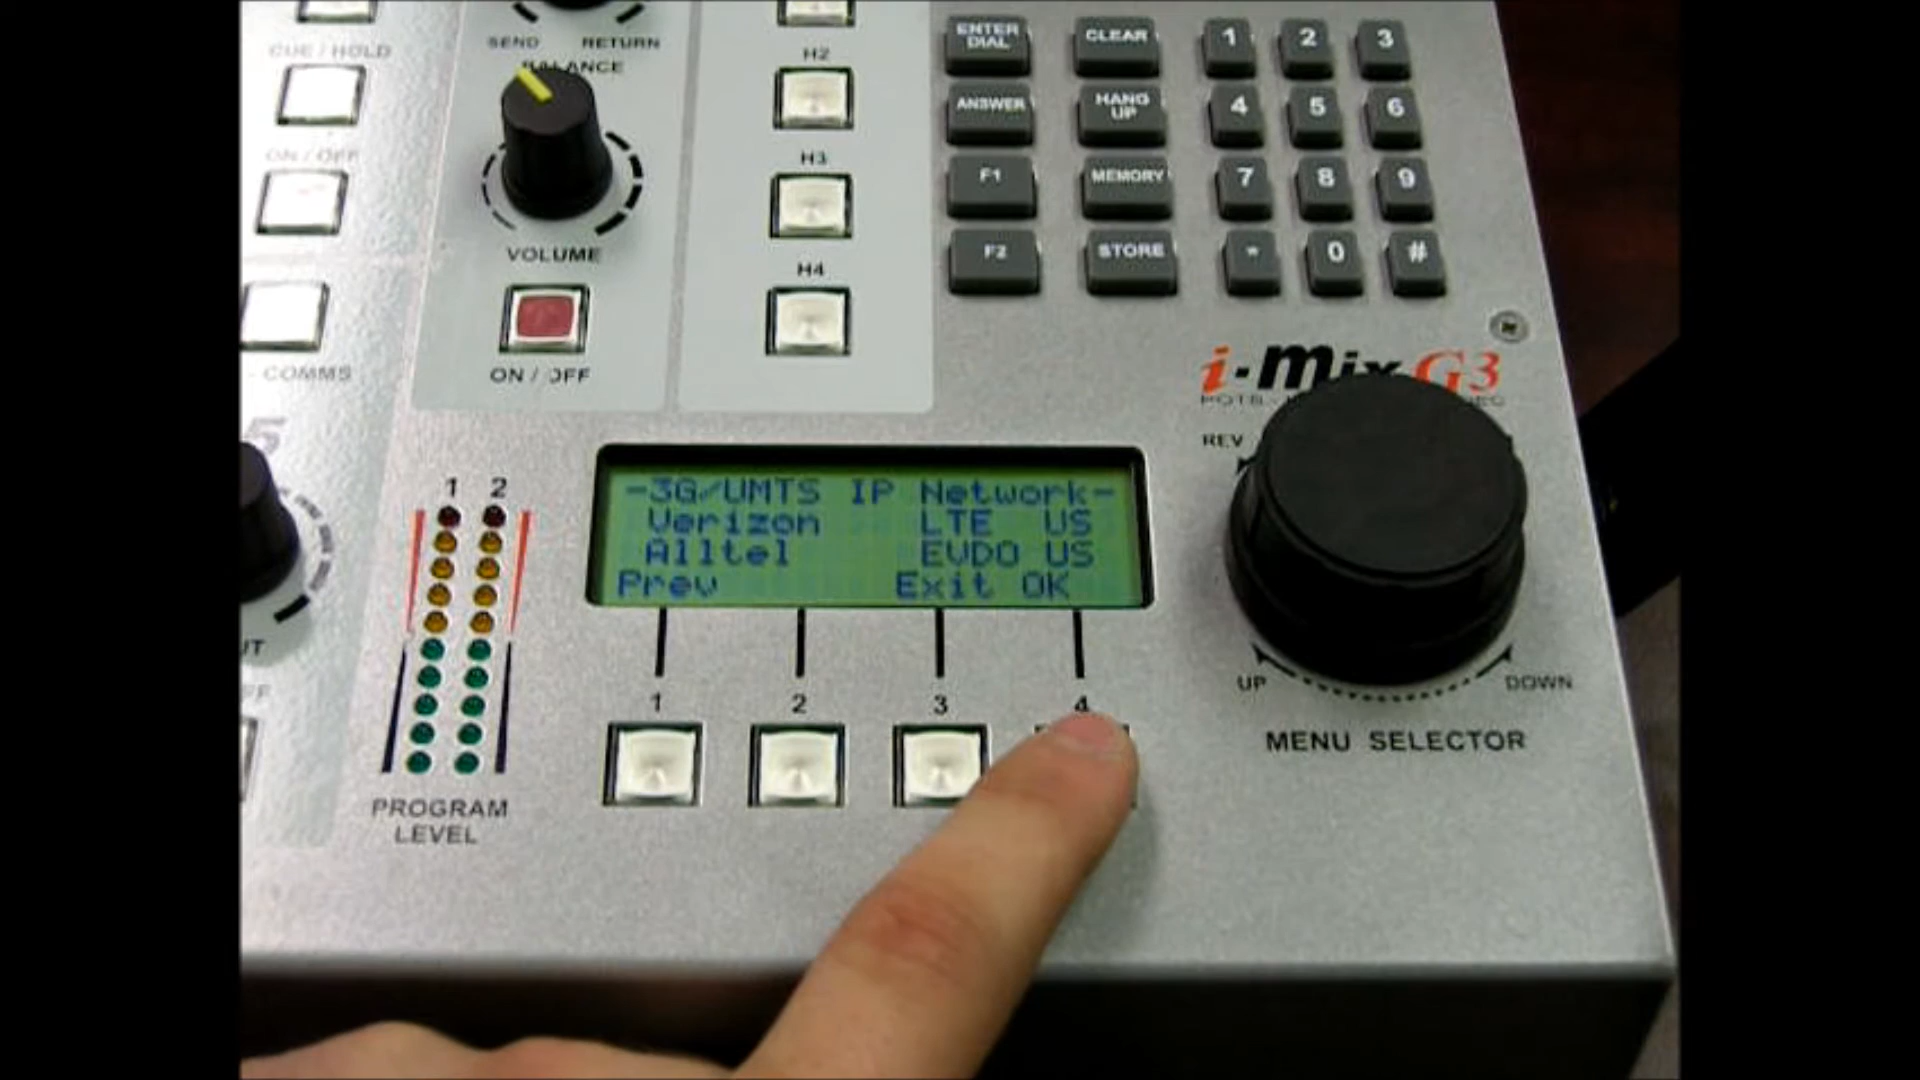 SEND RETURN
BALANCE
CUE / HOLD
ON / OFF
- COMMS
VOLUME
ON / OFF
H2
H3
H4
ENTER DIAL CLEAR 1 2 3
ANSWER HANG UP 4 5 6
F1 MEMORY 7 8 9
F2 STORE * 0 #
i-Mix G3
REV
UP DOWN
MENU SELECTOR
-3G/UMTS IP Network-
Verizon LTE US
Alltel EVDO US
Prev Exit OK
1 2 3 4
1 2
PROGRAM
LEVEL